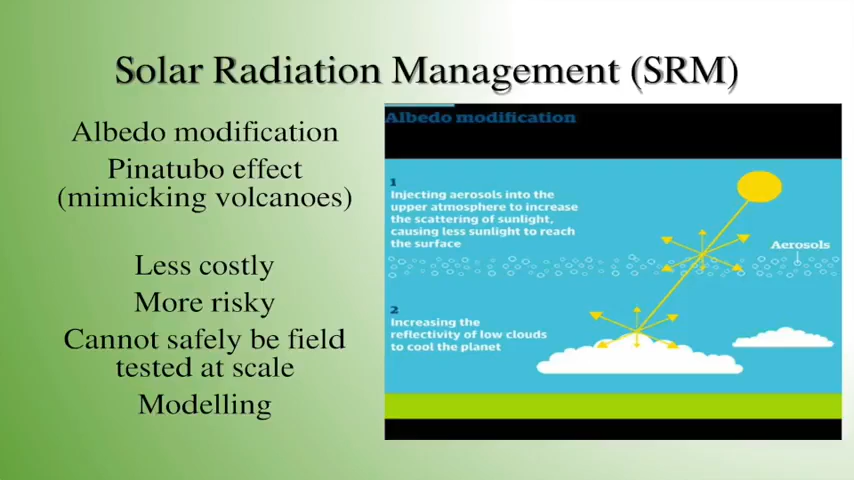 Solar Radiation Management (SRM)
Albedo modification
Pinatubo effect
(mimicking volcanoes)
Less costly
More risky
Cannot safely be field
tested at scale
Modelling
Albedo modification
1
Injecting aerosols into the
upper atmosphere to increase
the scattering of sunlight,
causing less sunlight to reach
the surface
Aerosols
2
Increasing the
reflectivity of low clouds
to cool the planet